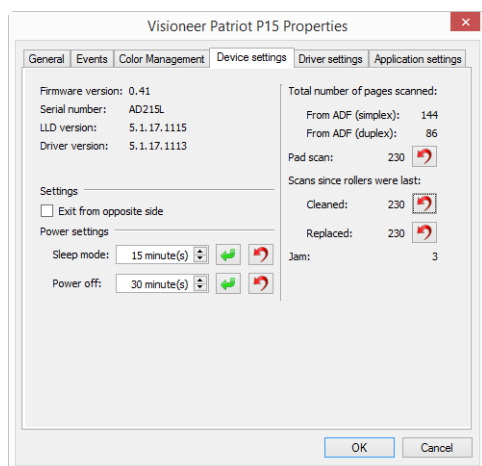 Visioneer Patriot P15 Properties
General Events Color Management Device settings Driver settings Application settings
Firmware version: 0.41
Serial number: AD215L
LLD version: 5.1.17.1115
Driver version: 5.1.17.1113
Settings
Exit from opposite side
Power settings
Sleep mode: 15 minute(s)
Power off: 30 minute(s)
Total number of pages scanned:
From ADF (simplex): 144
From ADF (duplex): 86
Pad scan: 230
Scans since rollers were last:
Cleaned: 230
Replaced: 230
Jam: 3
OK Cancel